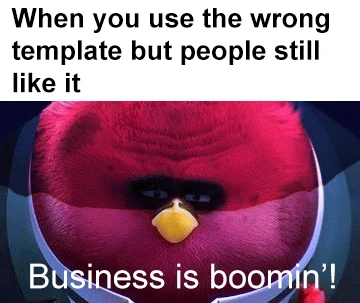 When you use the wrong
template but people still
like it
Business is boomin'!